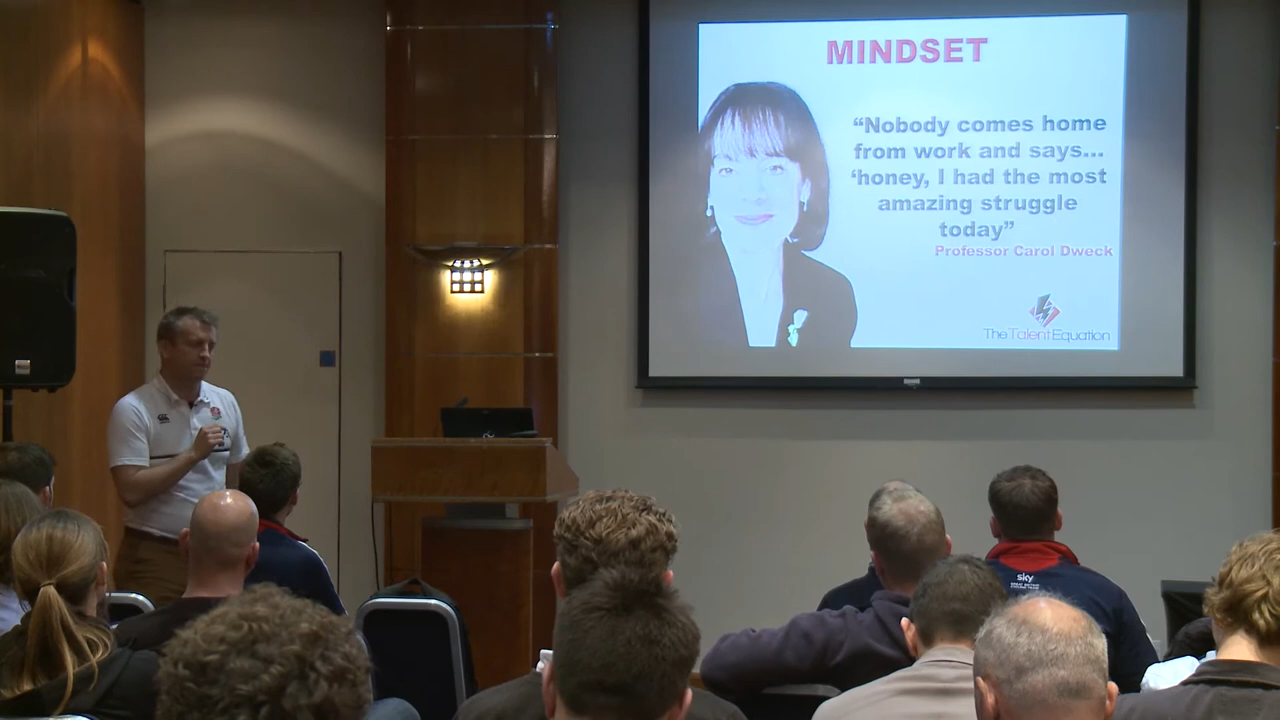 MINDSET
“Nobody comes home
from work and says...
‘honey, I had the most
amazing struggle
today”
Professor Carol Dweck
The Talent Equation
sky